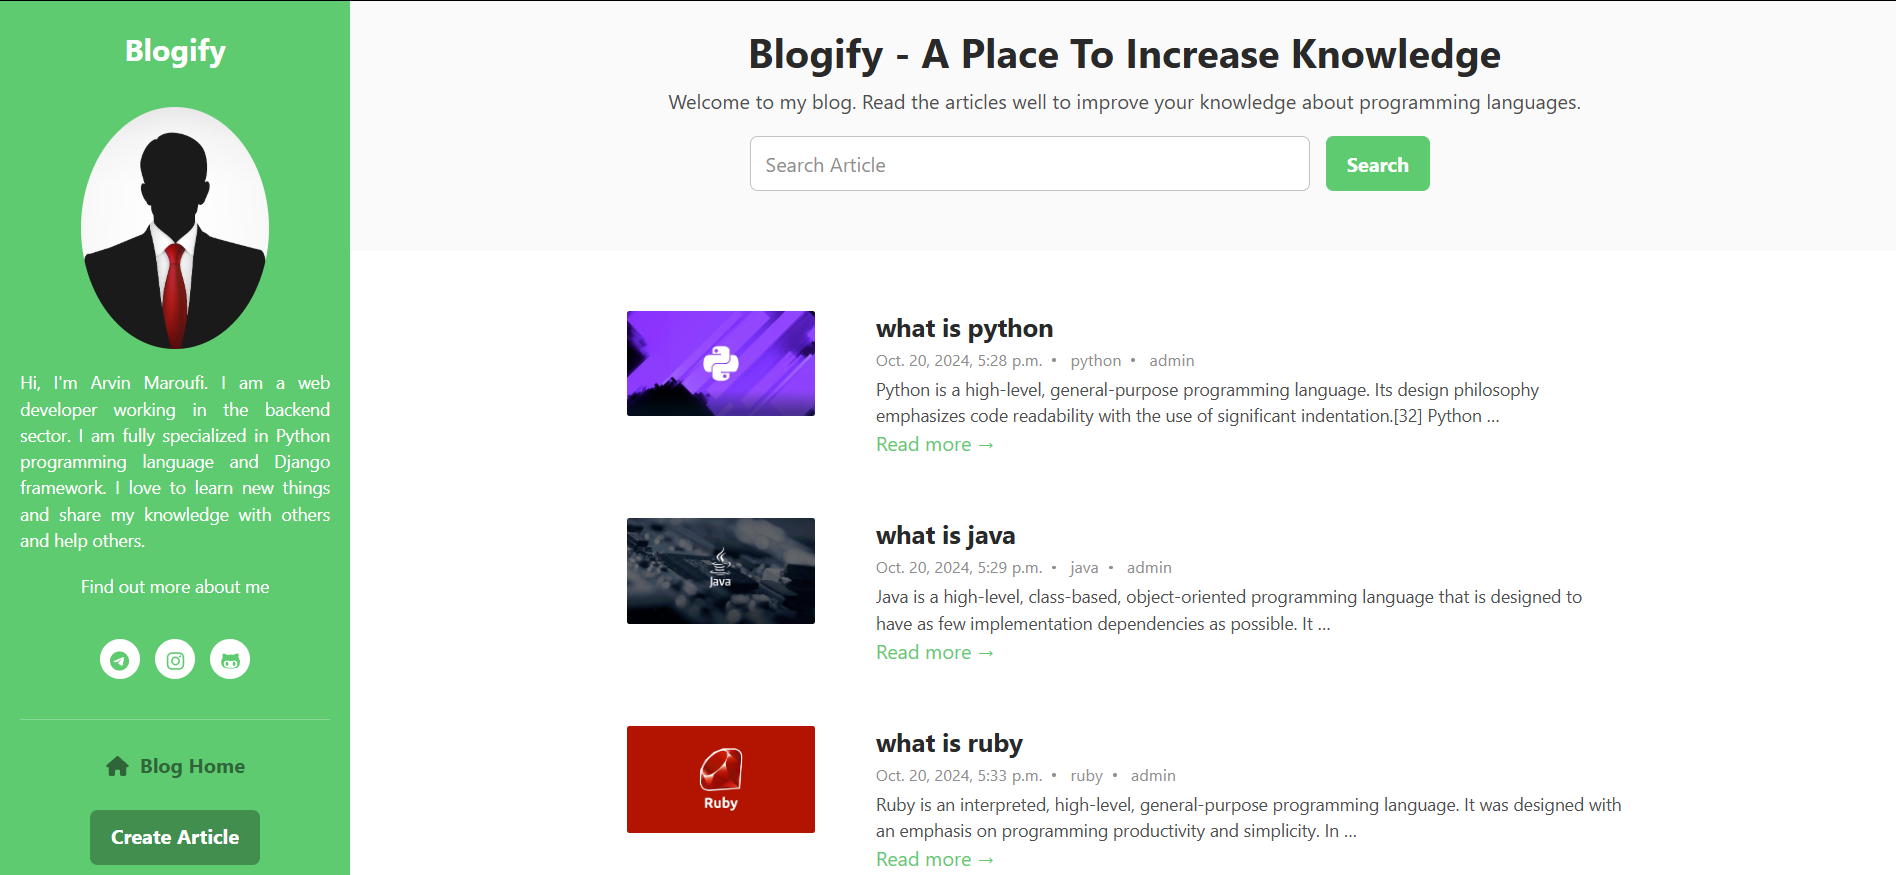 Blogify
Hi, I'm Arvin Maroufi. I am a web
developer working in the backend
sector. I am fully specialized in Python
programming language and Django
framework. I love to learn new things
and share my knowledge with others
and help others.
Find out more about me
Blog Home
Create Article
Blogify - A Place To Increase Knowledge
Welcome to my blog. Read the articles well to improve your knowledge about programming languages.
Search Article
Search
what is python
Oct. 20, 2024, 5:28 p.m. • python • admin
Python is a high-level, general-purpose programming language. Its design philosophy
emphasizes code readability with the use of significant indentation.[32] Python ...
Read more →
Java
what is java
Oct. 20, 2024, 5:29 p.m. • java • admin
Java is a high-level, class-based, object-oriented programming language that is designed to
have as few implementation dependencies as possible. It ...
Read more →
Ruby
what is ruby
Oct. 20, 2024, 5:33 p.m. • ruby • admin
Ruby is an interpreted, high-level, general-purpose programming language. It was designed with
an emphasis on programming productivity and simplicity. In ...
Read more →